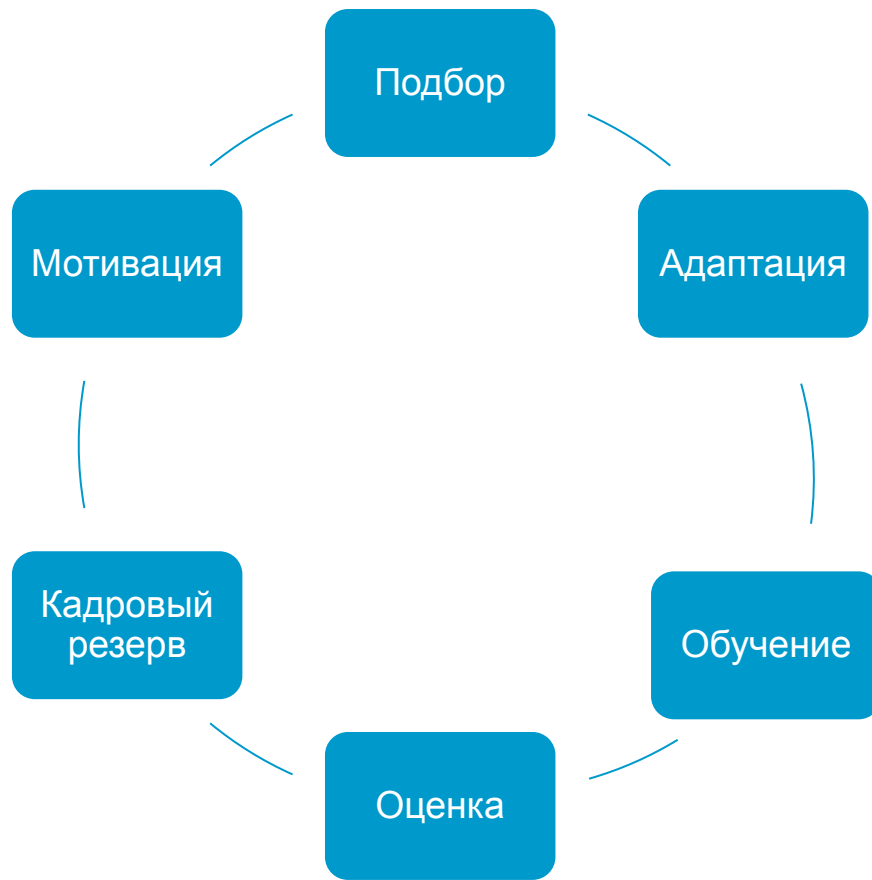 Подбор
Адаптация
Обучение
Оценка
Кадровый
резерв
Мотивация